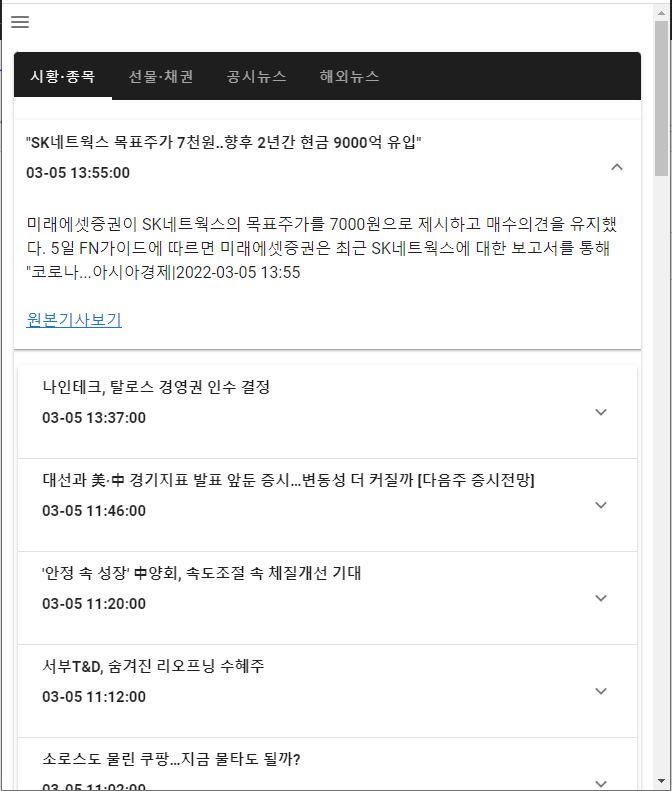 시황·종목 선물·채권 공시뉴스 해외뉴스
"SK네트웍스 목표주가 7천원..향후 2년간 현금 9000억 유입"
03-05 13:55:00
미래에셋증권이 SK네트웍스의 목표주가를 7000원으로 제시하고 매수의견을 유지했
다. 5일 FN가이드에 따르면 미래에셋증권은 최근 SK네트웍스에 대한 보고서를 통해
"코로나...아시아경제|2022-03-05 13:55
원본기사보기
나인테크, 탈로스 경영권 인수 결정
03-05 13:37:00
대선과 美·中 경기지표 발표 앞둔 증시...변동성 더 커질까 [다음주 증시전망]
03-05 11:46:00
'안정 속 성장' 中양회, 속도조절 속 체질개선 기대
03-05 11:20:00
서부T&D, 숨겨진 리오프닝 수혜주
03-05 11:12:00
소로스도 물린 쿠팡...지금 물타도 될까?
03-05 11:02:00